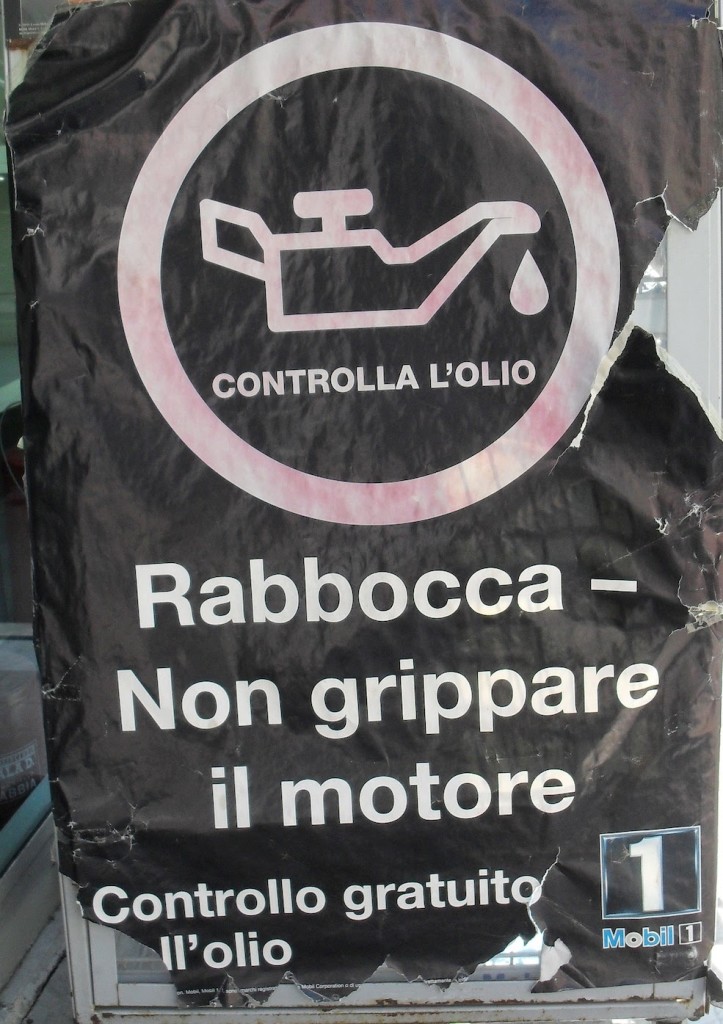 CONTROLLA L'OLIO
Rabbocca –
Non grippare
il motore
Controllo gratuito
ll'olio
1
Mobil 1